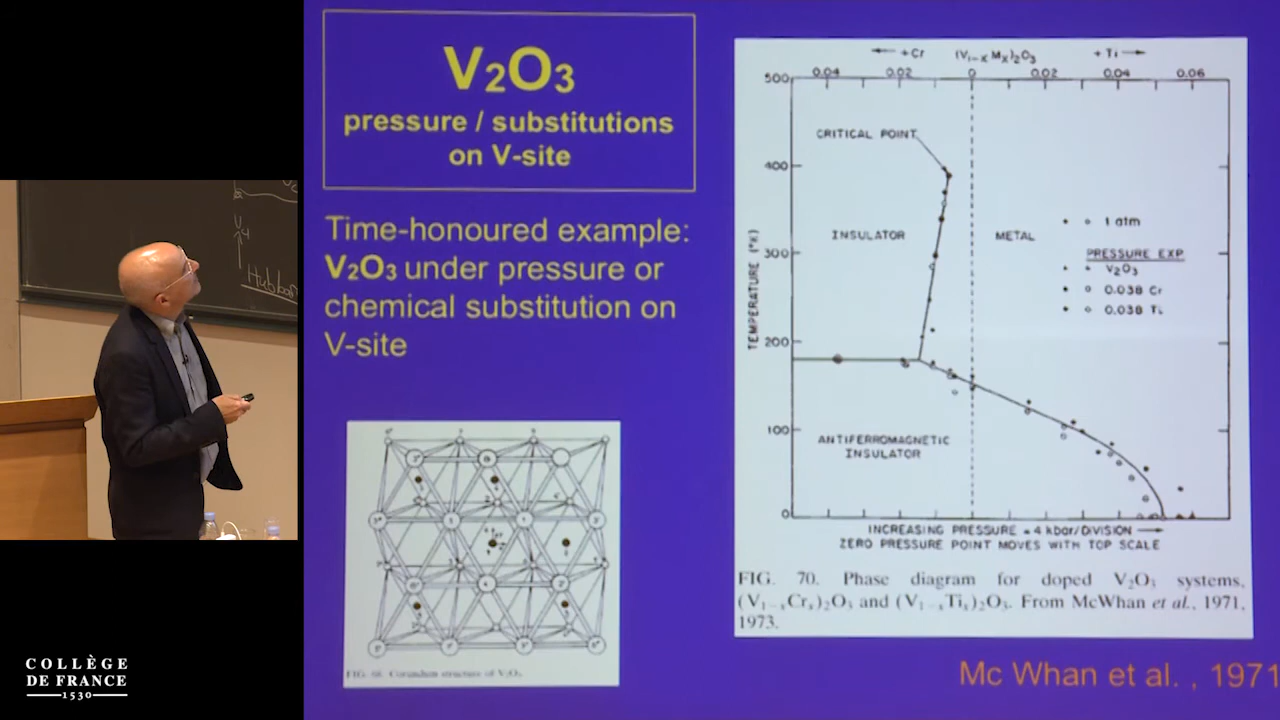 V2O3
pressure / substitutions
on V-site
Time-honoured example:
V2O3 under pressure or
chemical substitution on
V-site
FIG. 68. Corundum structure of V2O3.
+Cr (V1-xMx)2O3 +Ti
0.04 0.02 0 0.02 0.04 0.06
500
400
300
200
100
0
TEMPERATURE (°K)
CRITICAL POINT
INSULATOR
METAL
1 atm
PRESSURE EXP
V2O3
0.038 Cr
0.038 Ti
ANTIFERROMAGNETIC
INSULATOR
INCREASING PRESSURE = 4 kbar/DIVISION
ZERO PRESSURE POINT MOVES WITH TOP SCALE
FIG. 70. Phase diagram for doped V2O3 systems,
(V1-xCrx)2O3 and (V1-xTix)2O3. From McWhan et al., 1971,
1973.
Mc Whan et al. , 1971
Hubbar
COLLÈGE
DE FRANCE
1530